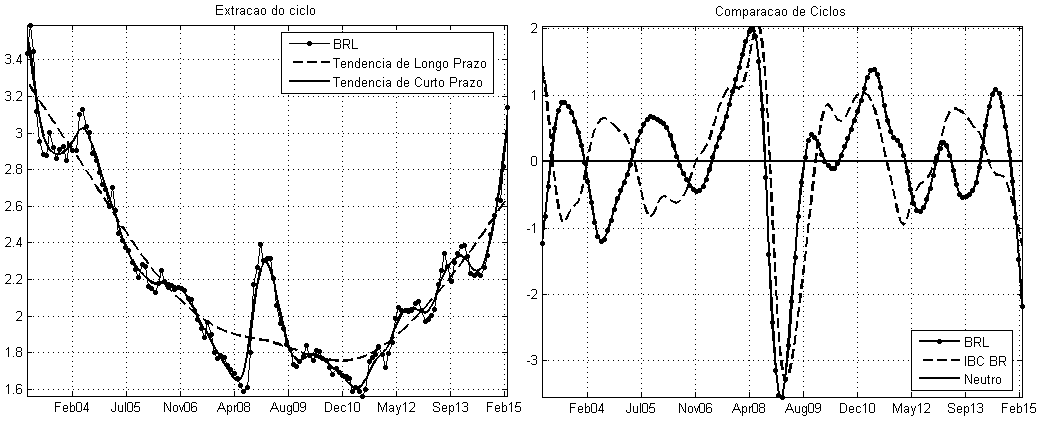 Extracao do ciclo
BRL
Tendencia de Longo Prazo
Tendencia de Curto Prazo
3.4
3.2
3
2.8
2.6
2.4
2.2
2
1.8
1.6
Feb04 Jul05 Nov06 Apr08 Aug09 Dec10 May12 Sep13 Feb15
Comparacao de Ciclos
2
1
0
-1
-2
-3
BRL
IBC BR
Neutro
Feb04 Jul05 Nov06 Apr08 Aug09 Dec10 May12 Sep13 Feb15